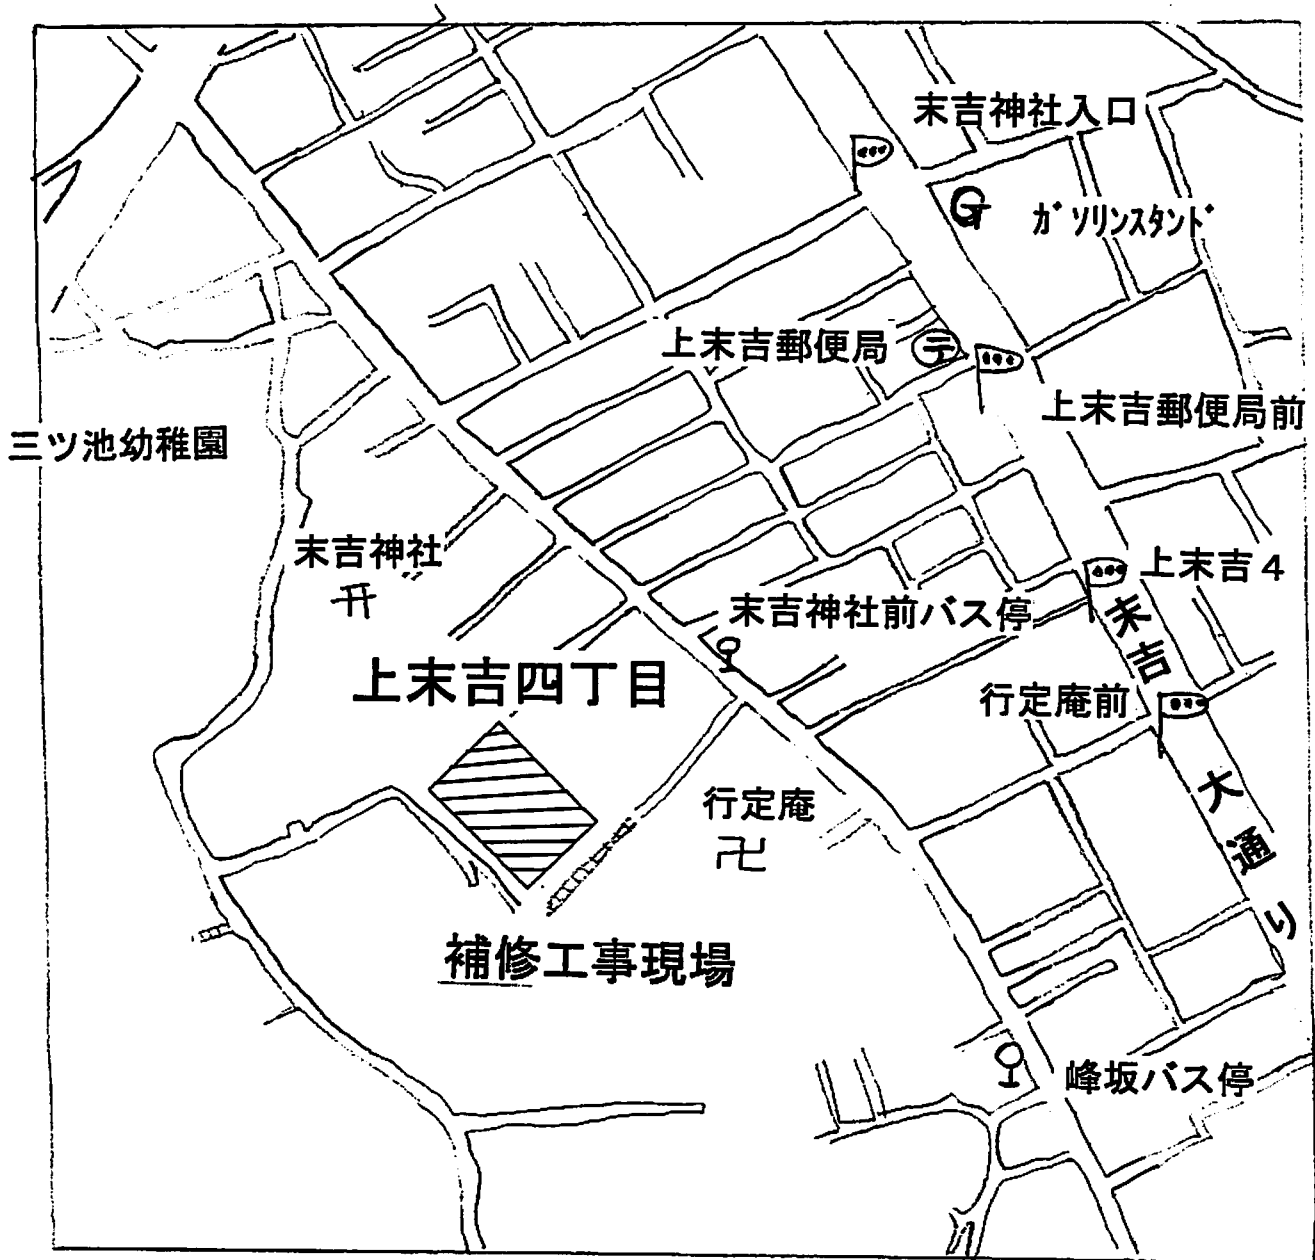 末吉神社入口
G ガソリンスタンド
上末吉郵便局 〒
上末吉郵便局前
三ツ池幼稚園
末吉神社
上末吉4
末吉神社前バス停
上末吉四丁目
行定庵前
末吉大通り
行定庵
卍
補修工事現場
峰坂バス停